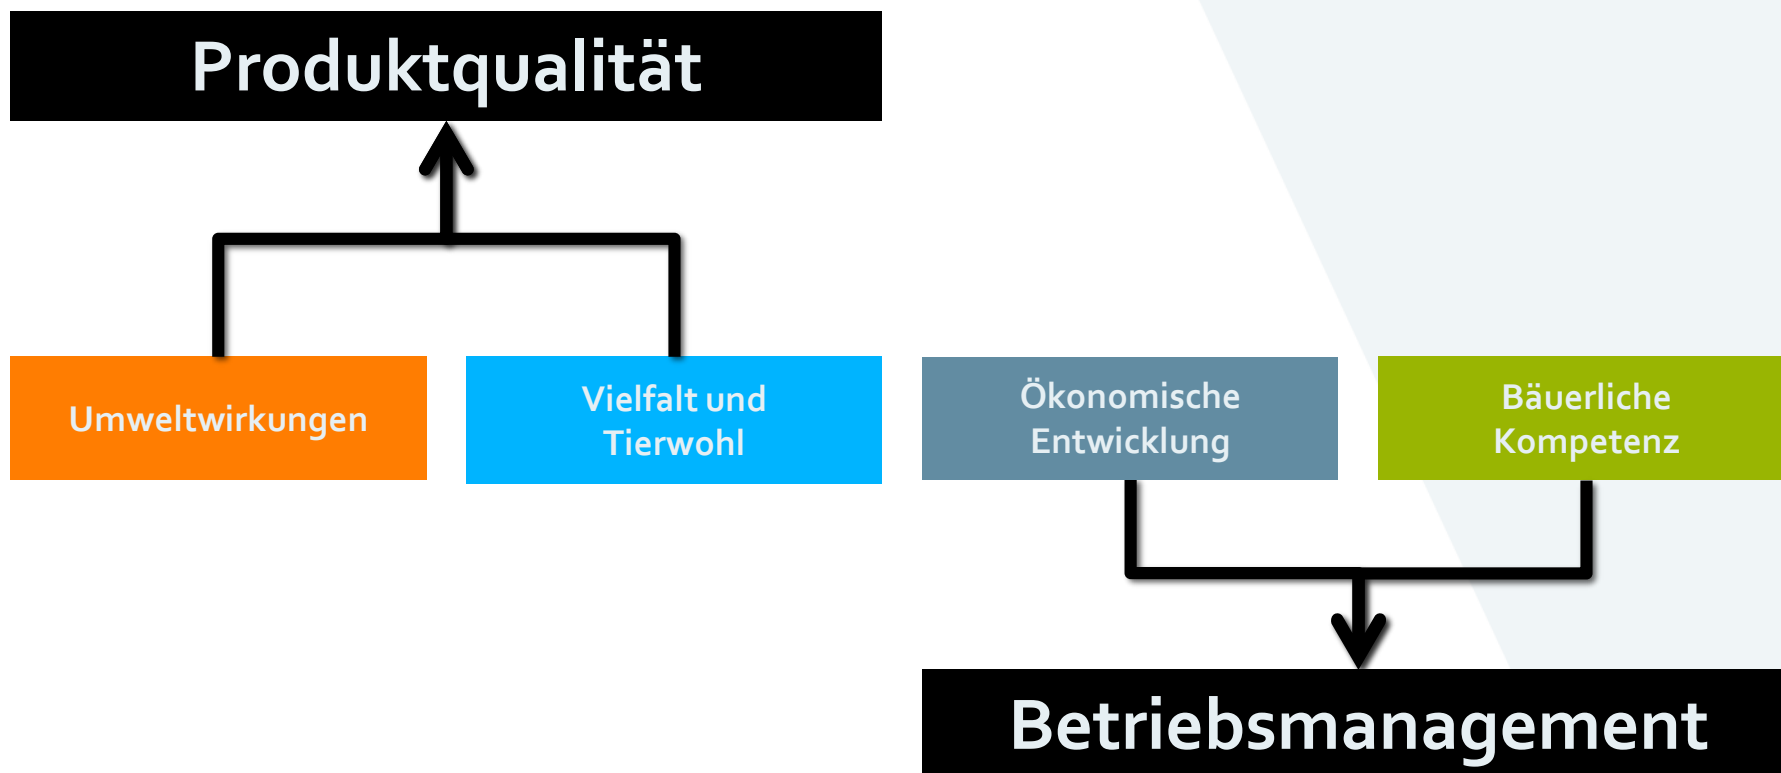 Produktqualität
Umweltwirkungen
Vielfalt und
Tierwohl
Ökonomische
Entwicklung
Bäuerliche
Kompetenz
Betriebsmanagement